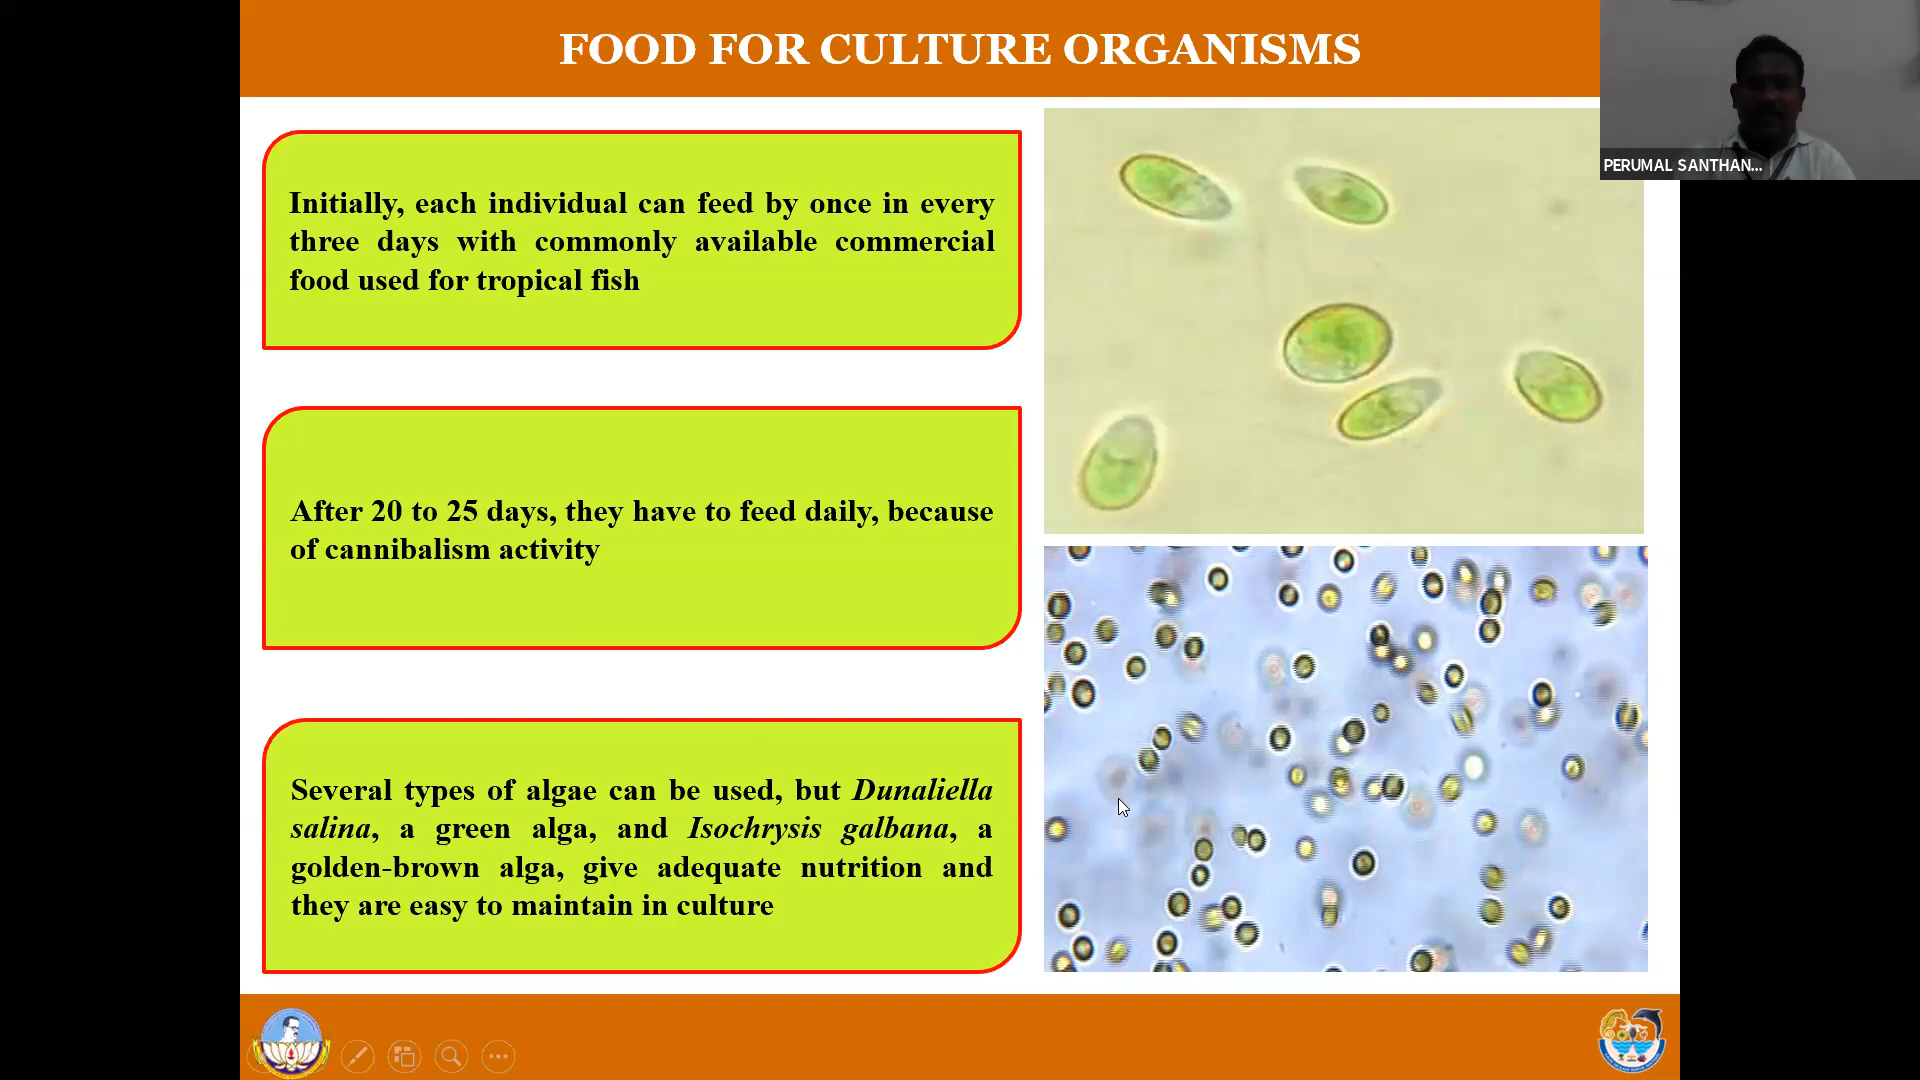 FOOD FOR CULTURE ORGANISMS
PERUMAL SANTHAN...
Initially, each individual can feed by once in every
three days with commonly available commercial
food used for tropical fish
After 20 to 25 days, they have to feed daily, because
of cannibalism activity
Several types of algae can be used, but Dunaliella
salina, a green alga, and Isochrysis galbana, a
golden-brown alga, give adequate nutrition and
they are easy to maintain in culture